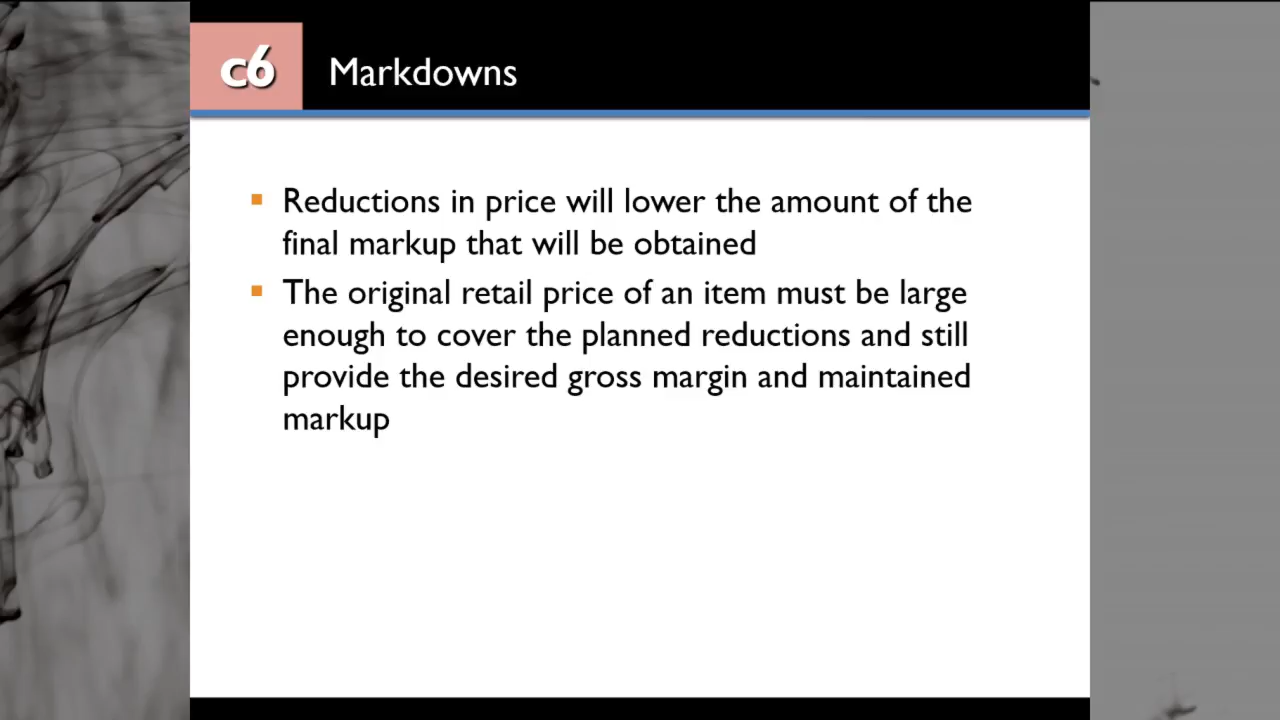 c6
Markdowns
Reductions in price will lower the amount of the
final markup that will be obtained
The original retail price of an item must be large
enough to cover the planned reductions and still
provide the desired gross margin and maintained
markup